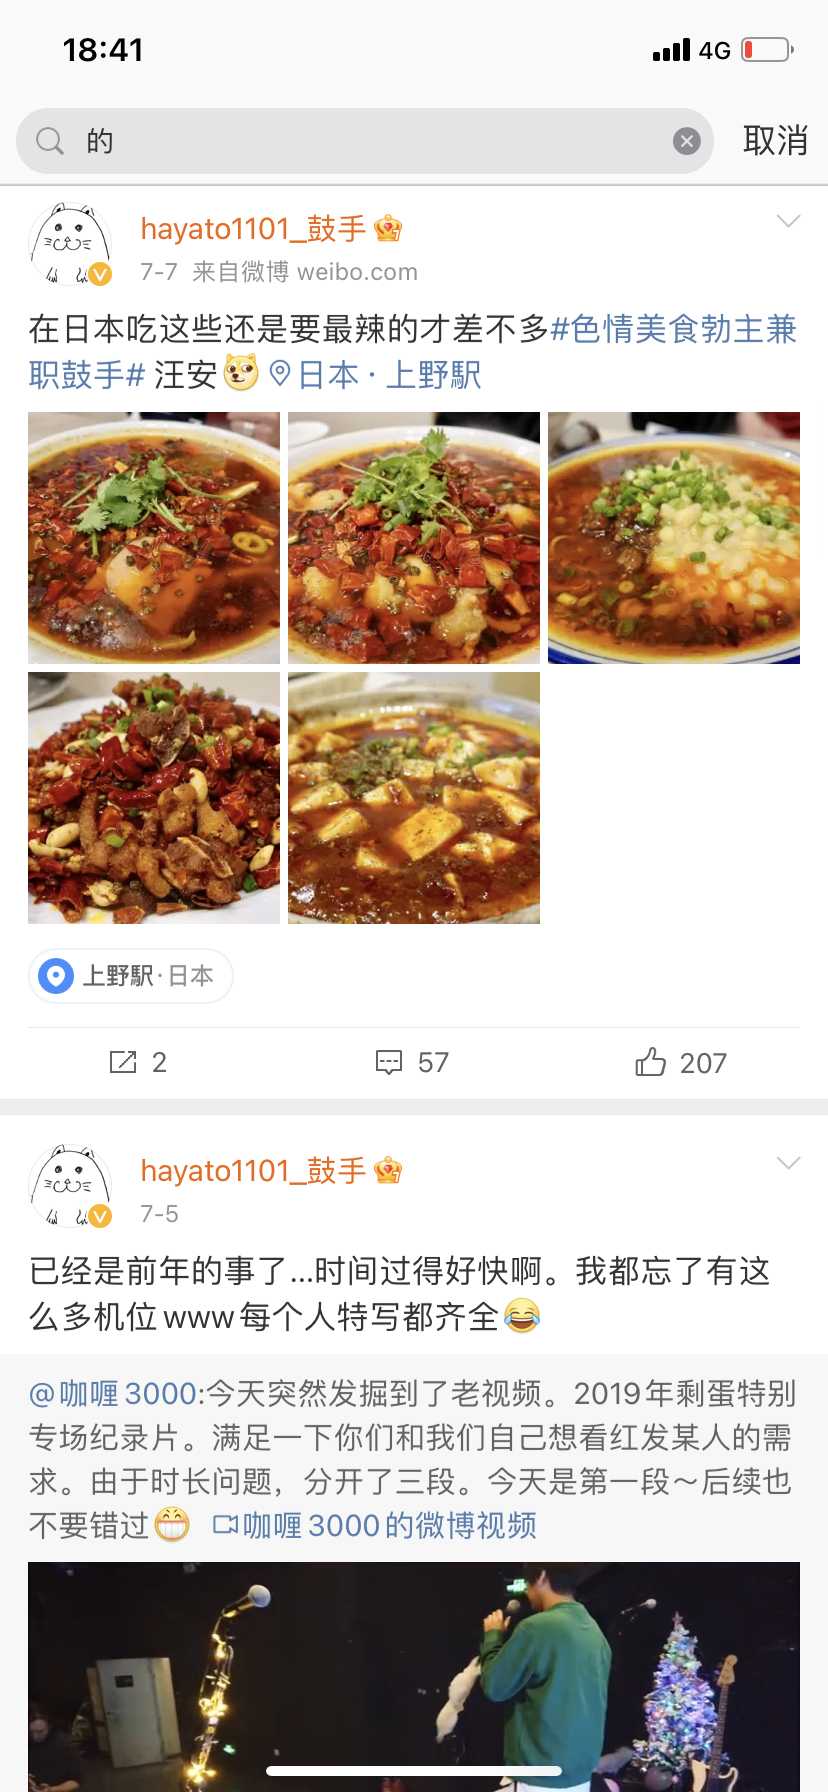 18:41
4G
的
取消
hayato1101_鼓手
7-7 来自微博 weibo.com
在日本吃这些还是要最辣的才差不多#色情美食勃主兼
职鼓手# 汪安 日本 · 上野駅
上野駅·日本
2
57
207
hayato1101_鼓手
7-5
已经是前年的事了...时间过得好快啊。我都忘了有这
么多机位www每个人特写都齐全😂
@咖喱3000:今天突然发掘到了老视频。2019年剩蛋特别
专场纪录片。满足一下你们和我们自己想看红发某人的需
求。由于时长问题，分开了三段。今天是第一段～后续也
不要错过😁 咖喱3000的微博视频